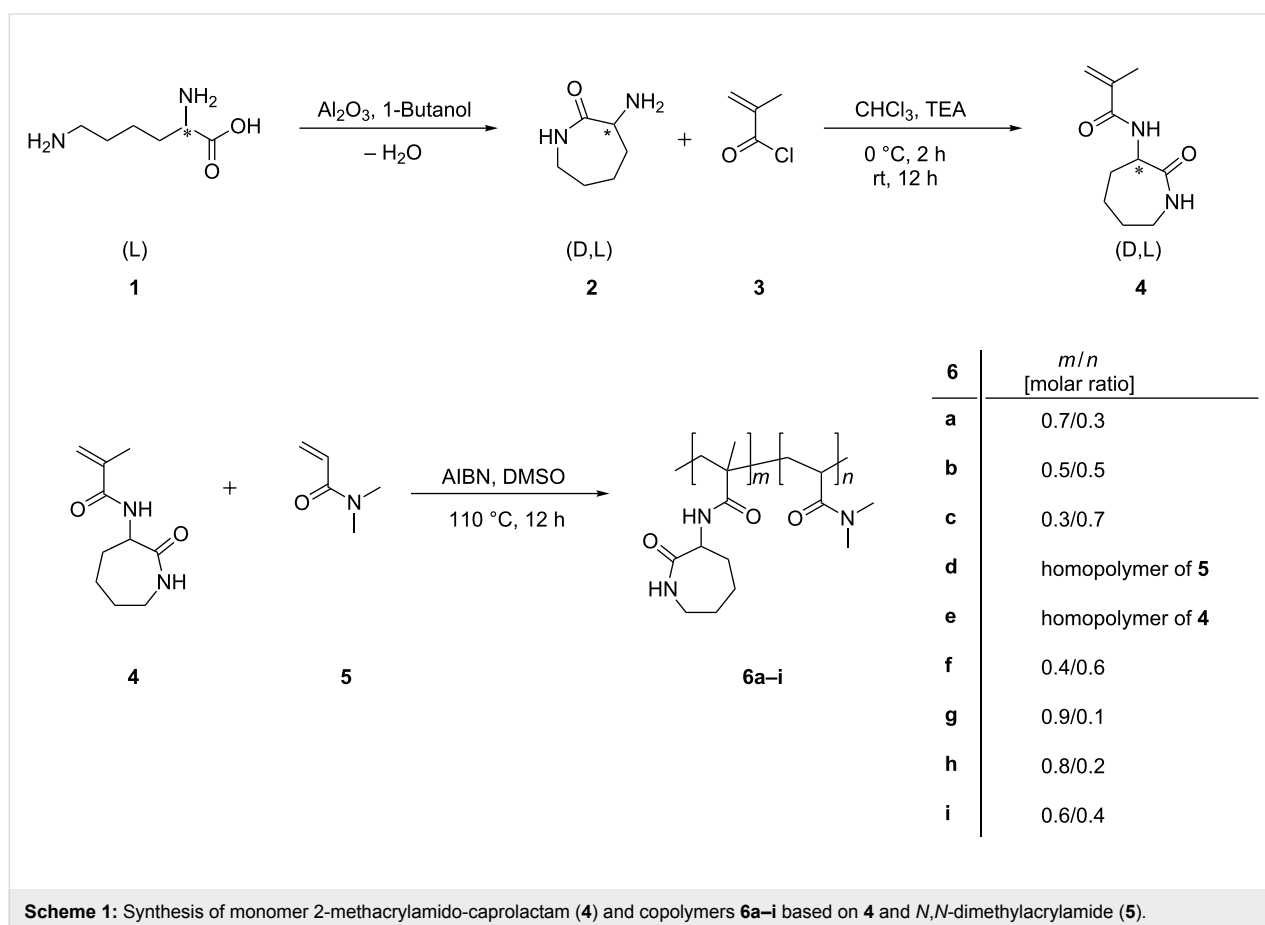 NH2
H2N
*
OH
O
Al2O3, 1-Butanol
– H2O
O
NH2
HN
*
+
O
Cl
CHCl3, TEA
0 °C, 2 h
rt, 12 h
O
NH
O
*
NH
(L)
(D,L)
(D,L)
1
2
3
4
O
NH
O
NH
+
O
N
AIBN, DMSO
110 °C, 12 h
m
n
HN
O
O
N
O
HN
4
5
6a–i
6 m/n
[molar ratio]
a 0.7/0.3
b 0.5/0.5
c 0.3/0.7
d homopolymer of 5
e homopolymer of 4
f 0.4/0.6
g 0.9/0.1
h 0.8/0.2
i 0.6/0.4
Scheme 1: Synthesis of monomer 2-methacrylamido-caprolactam (4) and copolymers 6a–i based on 4 and N,N-dimethylacrylamide (5).